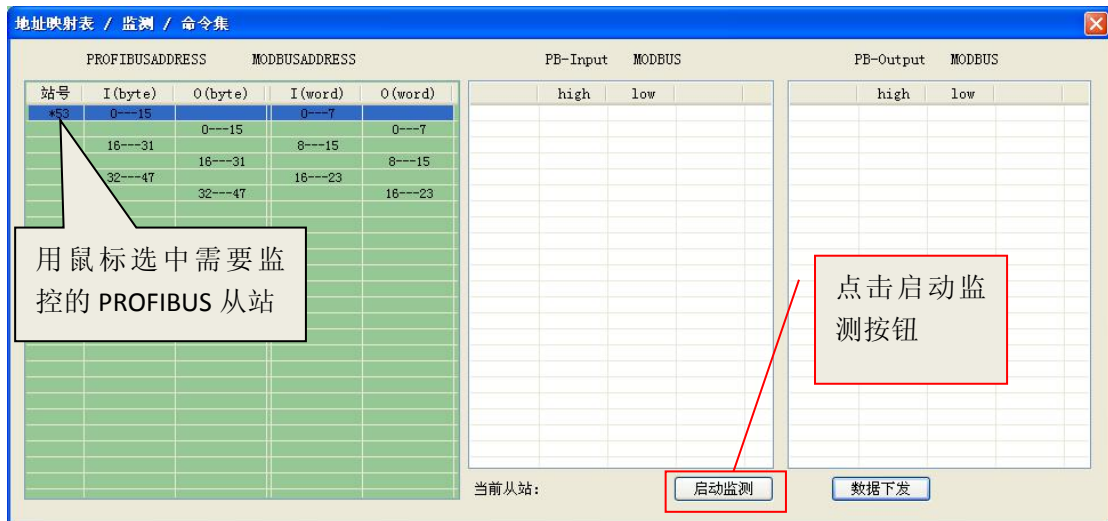 地址映射表 / 监测 / 命令集
PROFIBUSADDRESS MODBUSADDRESS PB-Input MODBUS PB-Output MODBUS
站号 I(byte) O(byte) I(word) O(word) high low high low
*53 0---15 0---7
0---15 0---7
16---31 8---15
16---31 8---15
32---47 16---23
32---47 16---23
用鼠标选中需要监
控的 PROFIBUS 从站
点击启动监
测按钮
当前从站: 启动监测 数据下发